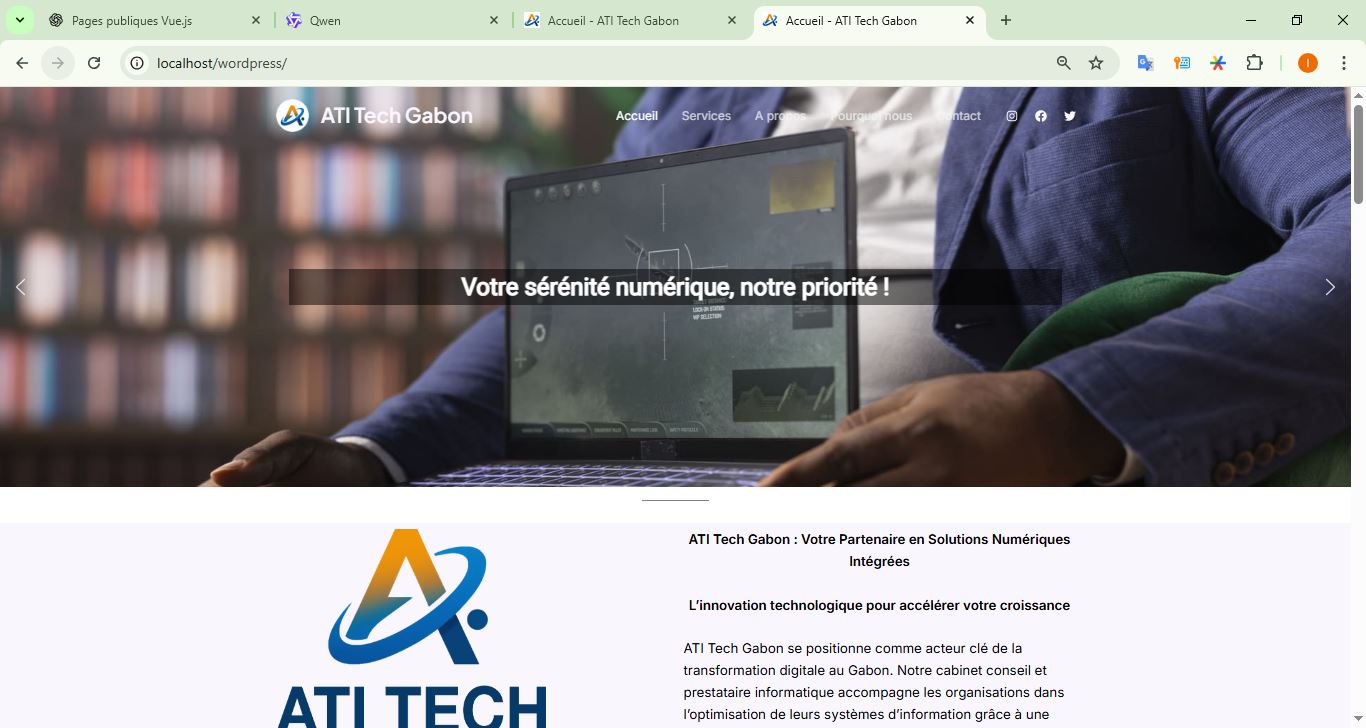 Pages publiques Vue.js
Qwen
Accueil - ATI Tech Gabon
Accueil - ATI Tech Gabon
localhost/wordpress/
ATI Tech Gabon
Accueil
Services
A propos
Pourquoi nous
Contact
Votre sérénité numérique, notre priorité !
LOCK-ON STATUS
ATI TECH
ATI Tech Gabon : Votre Partenaire en Solutions Numériques
Intégrées
L'innovation technologique pour accélérer votre croissance
ATI Tech Gabon se positionne comme acteur clé de la
transformation digitale au Gabon. Notre cabinet conseil et
prestataire informatique accompagne les organisations dans
l'optimisation de leurs systèmes d'information grâce à une